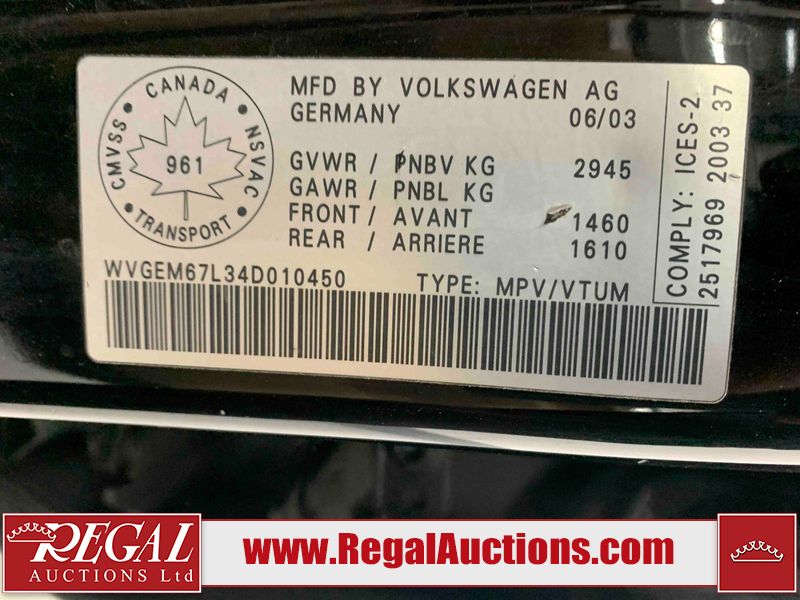 CANADA
CMVSS
NSVAC
961
TRANSPORT
MFD BY VOLKSWAGEN AG
GERMANY 06/03
GVWR / PNBV KG 2945
GAWR / PNBL KG
FRONT / AVANT 1460
REAR / ARRIERE 1610
WVGEM67L34D010450 TYPE: MPV/VTUM
COMPLY: ICES-2
2517969 2003 37
REGAL
AUCTIONS Ltd
www.RegalAuctions.com